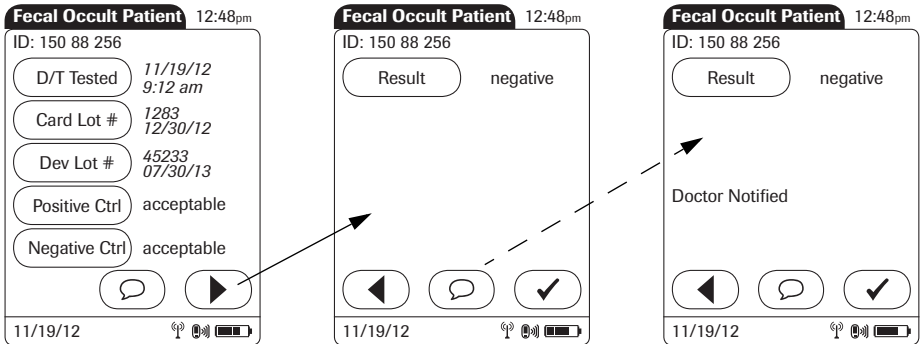 Fecal Occult Patient 12:48pm
ID: 150 88 256
D/T Tested 11/19/12
9:12 am
Card Lot # 1283
12/30/12
Dev Lot # 45233
07/30/13
Positive Ctrl acceptable
Negative Ctrl acceptable
11/19/12
Fecal Occult Patient 12:48pm
ID: 150 88 256
Result negative
11/19/12
Fecal Occult Patient 12:48pm
ID: 150 88 256
Result negative
Doctor Notified
11/19/12